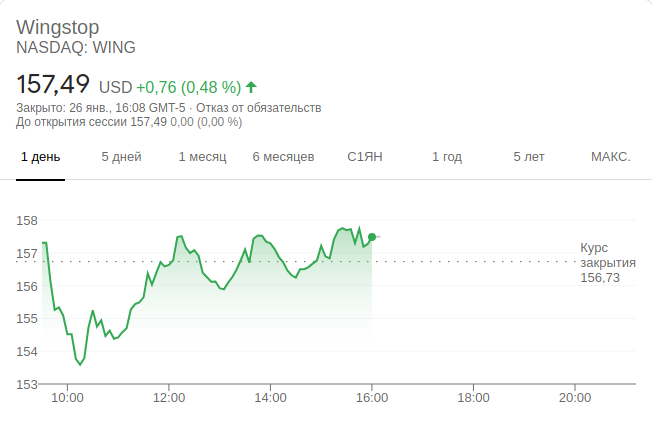 Wingstop
NASDAQ: WING
157,49 USD +0,76 (0,48 %)
Закрыто: 26 янв., 16:08 GMT-5 · Отказ от обязательств
До открытия сессии 157,49 0,00 (0,00 %)
1 день 5 дней 1 месяц 6 месяцев С1ЯН 1 год 5 лет МАКС.
158
157
156
155
154
153
Курс
закрытия
156,73
10:00 12:00 14:00 16:00 18:00 20:00